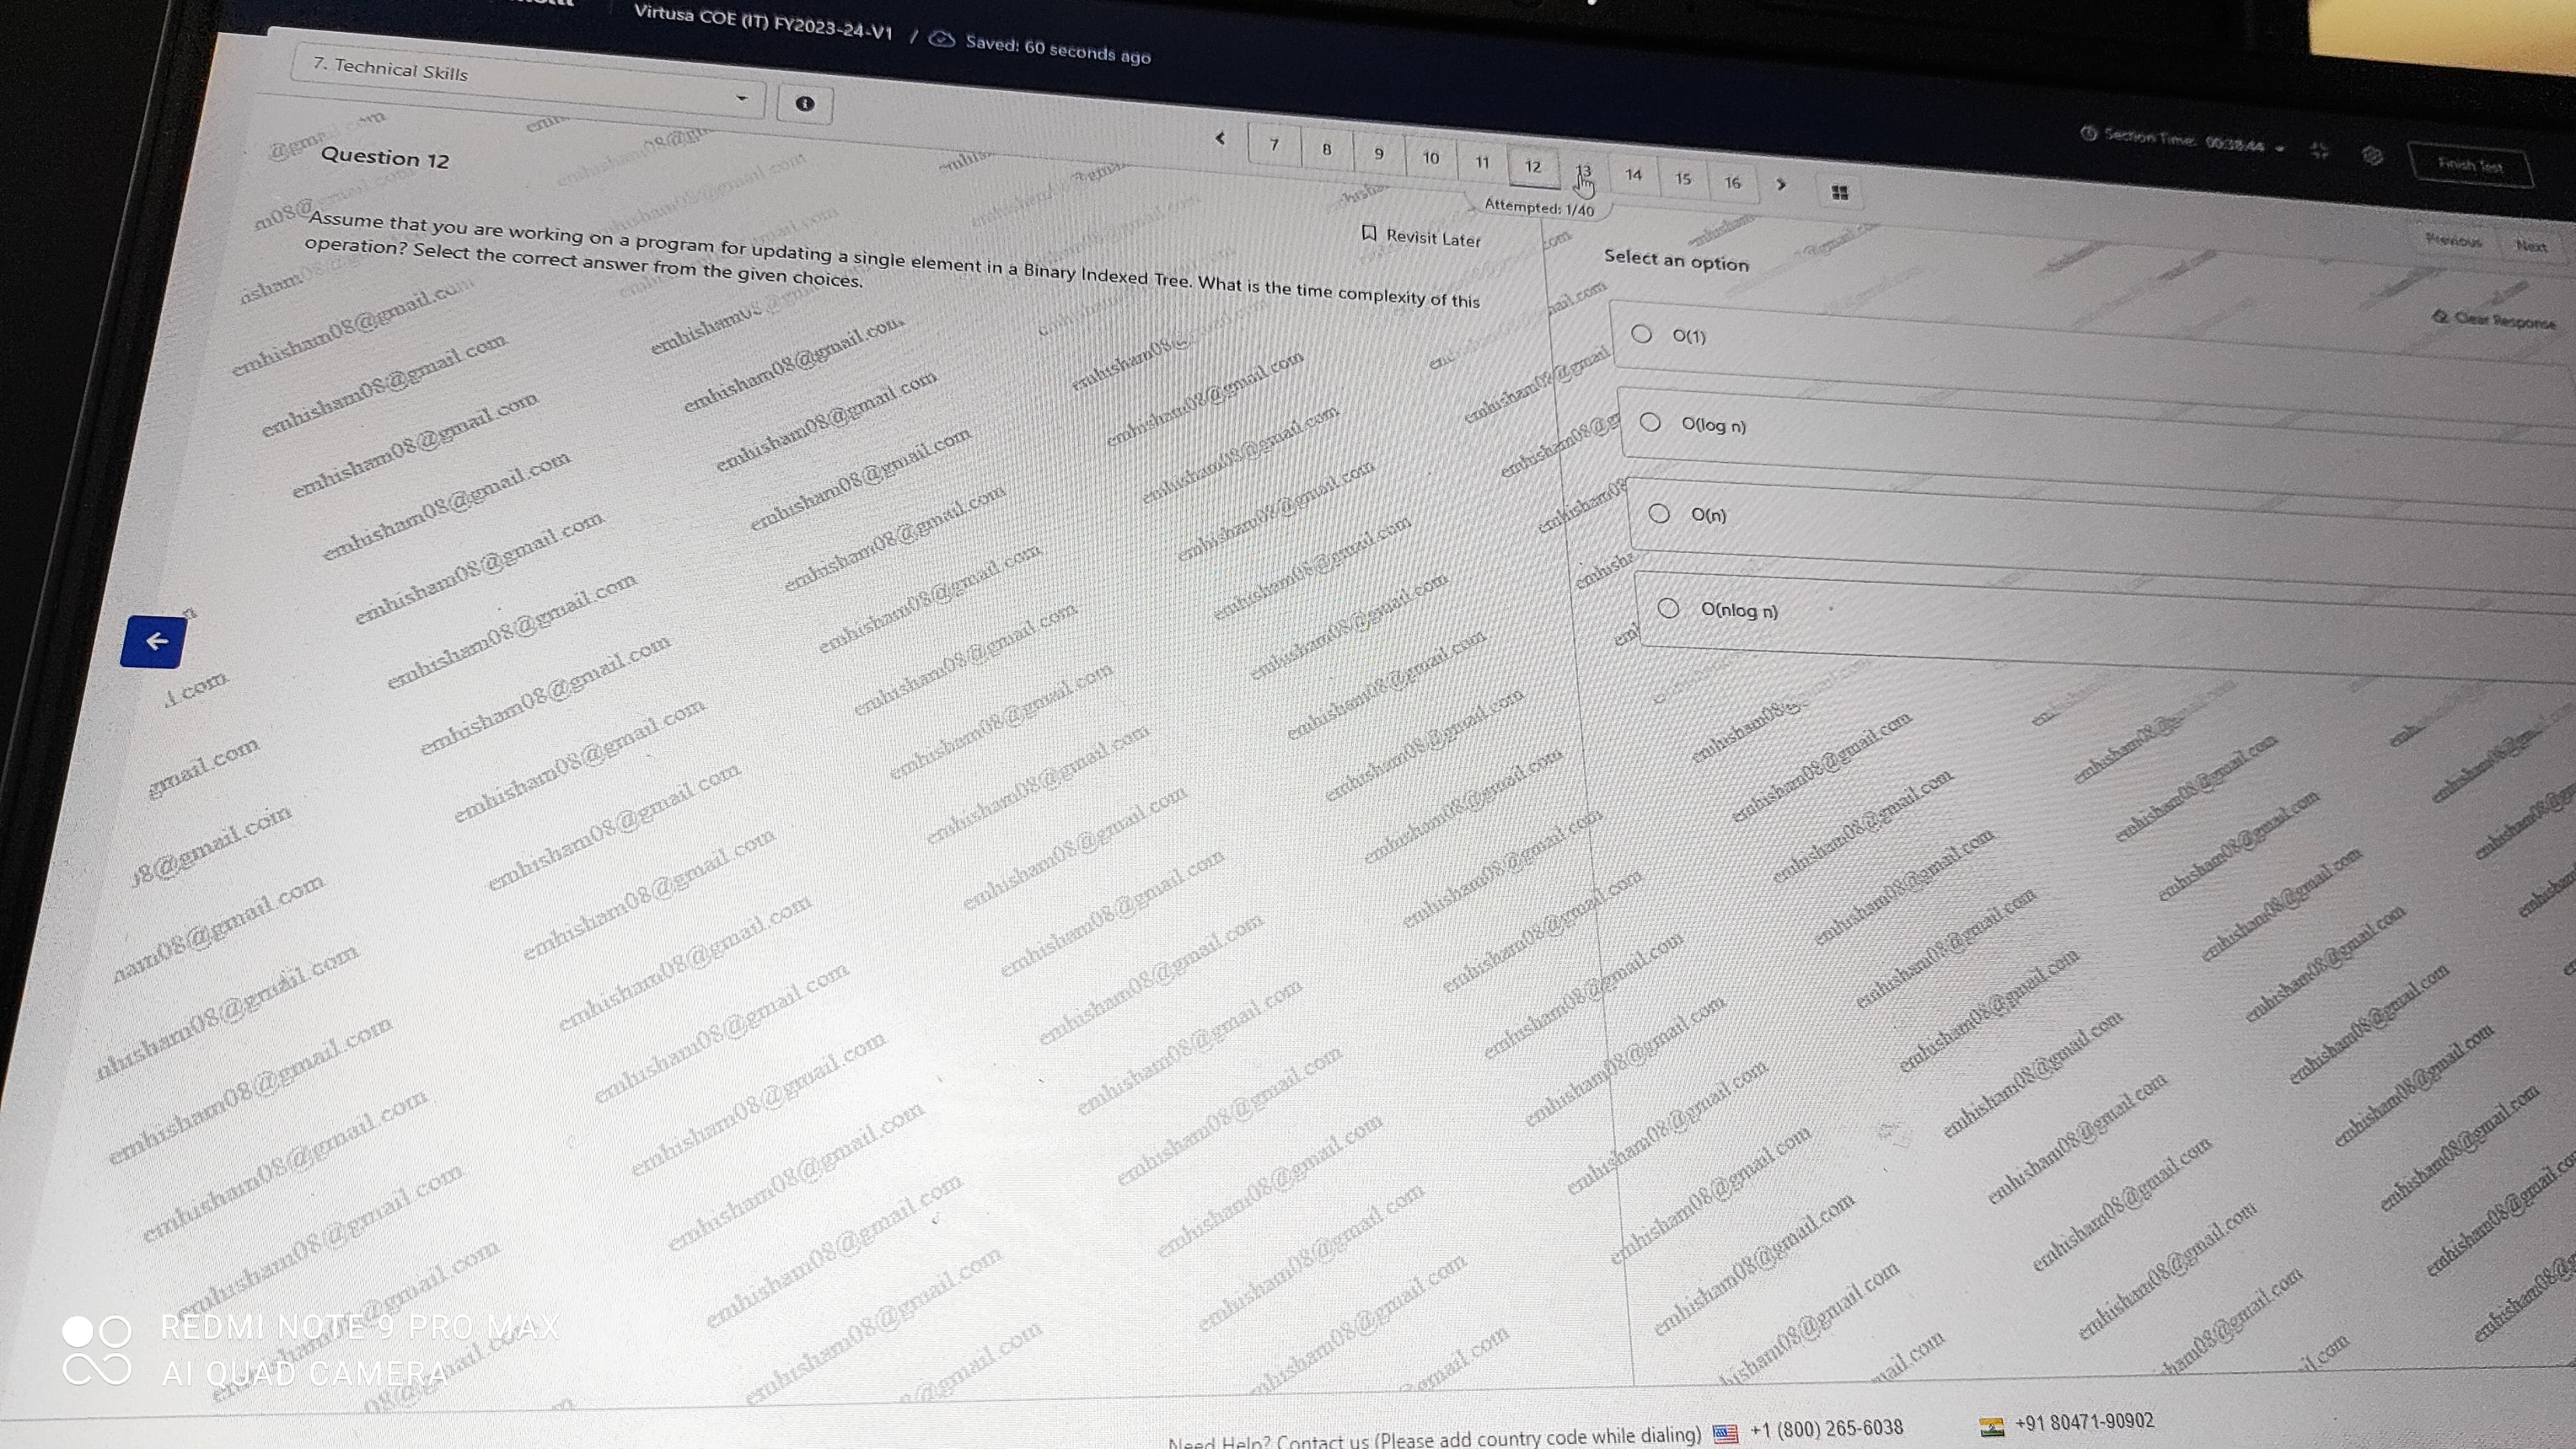 Virtusa COE (IT) FY2023-24-V1 / Saved: 60 seconds ago
7. Technical Skills
Section Time: 00:38:44
Finish Test
7 8 9 10 11 12 13 14 15 16
Attempted: 1/40
Previous Next
Question 12
Revisit Later
Assume that you are working on a program for updating a single element in a Binary Indexed Tree. What is the time complexity of this
operation? Select the correct answer from the given choices.
Select an option
Clear Response
O(1)
O(log n)
O(n)
O(nlog n)
emhisham08@gmail.com
REDMI NOTE 9 PRO MAX
AI QUAD CAMERA
Need Help? Contact us (Please add country code while dialing) +1 (800) 265-6038 +91 80471-90902